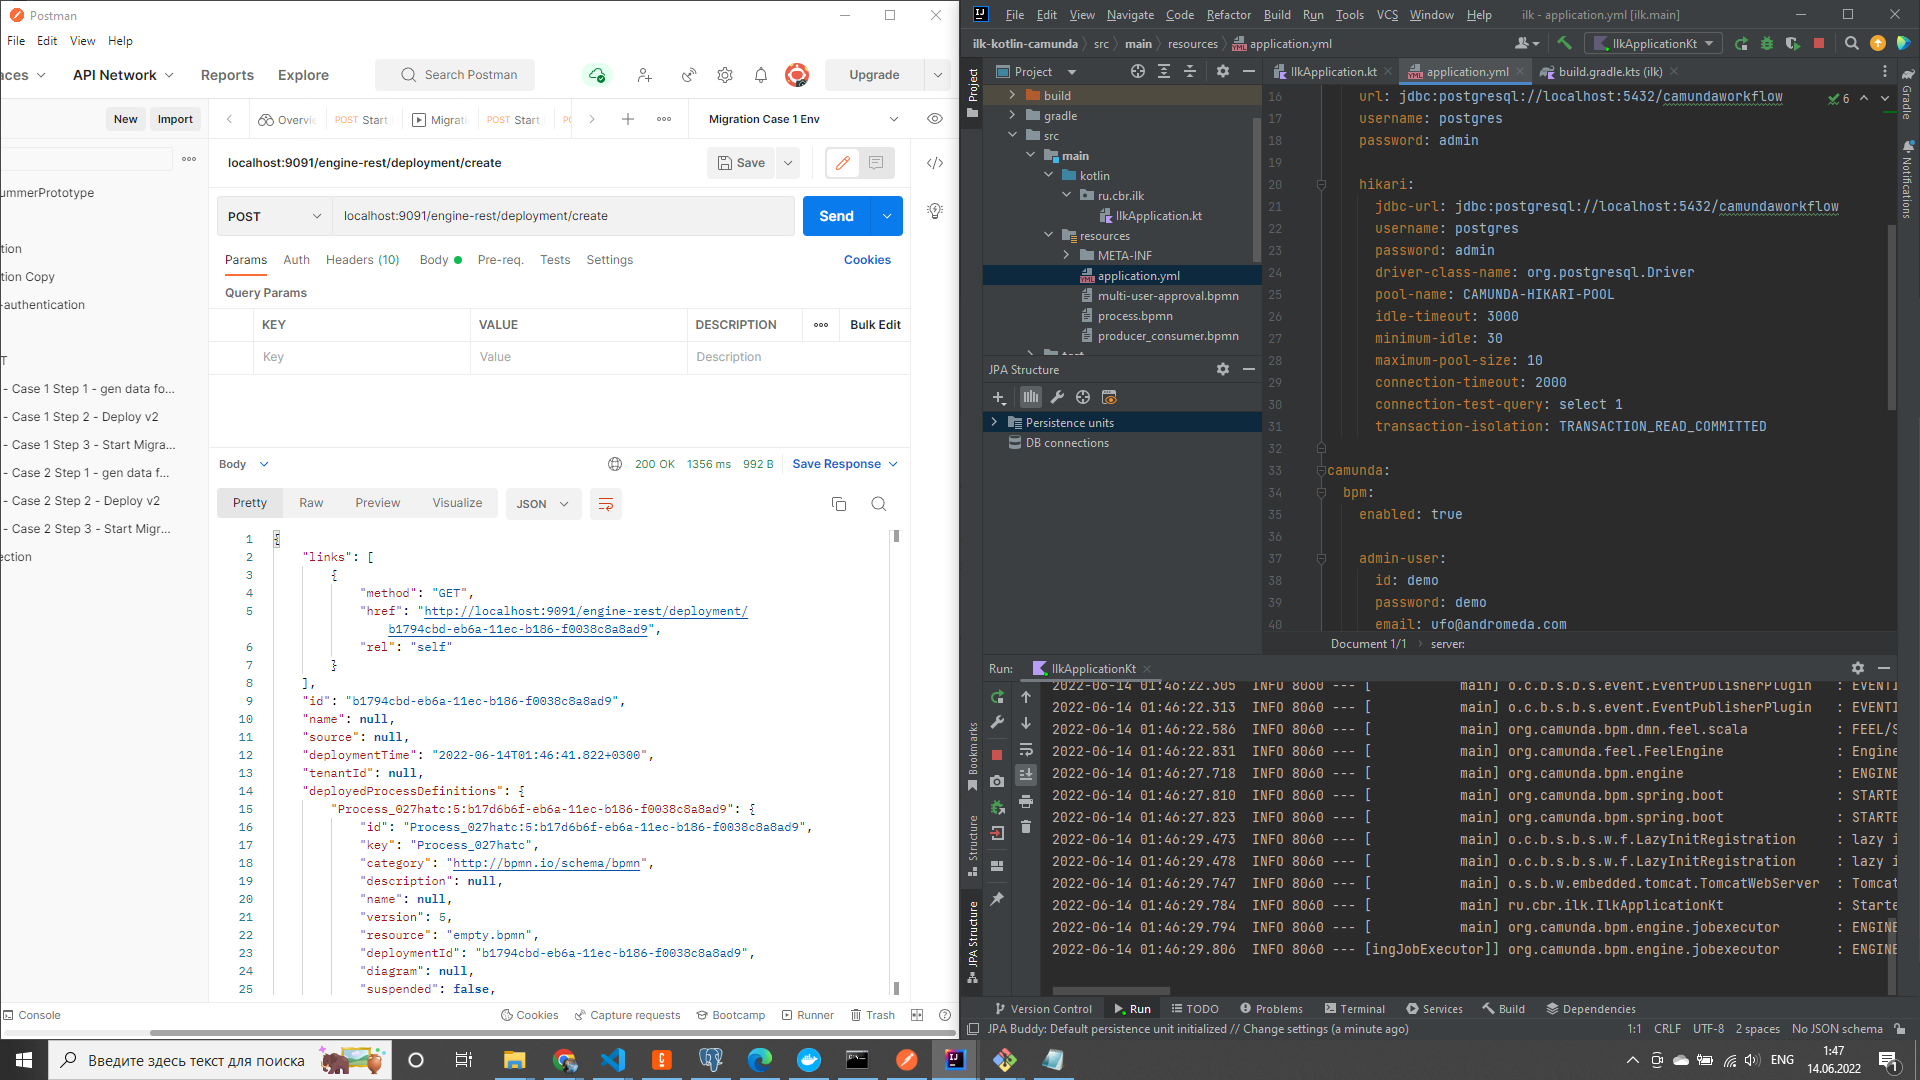 Postman
File Edit View Help
aces API Network Reports Explore Search Postman Upgrade
New Import
Overvi POST Start Migrati POST Start Migration Case 1 Env
localhost:9091/engine-rest/deployment/create Save
POST localhost:9091/engine-rest/deployment/create Send
Params Auth Headers (10) Body Pre-req. Tests Settings Cookies
Query Params
KEY VALUE DESCRIPTION Bulk Edit
Key Value Description
ummerPrototype
tion
tion Copy
-authentication
T
- Case 1 Step 1 - gen data fo...
- Case 1 Step 2 - Deploy v2
- Case 1 Step 3 - Start Migra...
- Case 2 Step 1 - gen data f...
- Case 2 Step 2 - Deploy v2
- Case 2 Step 3 - Start Migr...
ection
Body 200 OK 1356 ms 992 B Save Response
Pretty Raw Preview Visualize JSON
1 {
2 "links": [
3 {
4 "method": "GET",
5 "href": "http://localhost:9091/engine-rest/deployment/
b1794cbd-eb6a-11ec-b186-f0038c8a8ad9",
6 "rel": "self"
7 }
8 ],
9 "id": "b1794cbd-eb6a-11ec-b186-f0038c8a8ad9",
10 "name": null,
11 "source": null,
12 "deploymentTime": "2022-06-14T01:46:41.822+0300",
13 "tenantId": null,
14 "deployedProcessDefinitions": {
15 "Process_027hatc:5:b17d6b6f-eb6a-11ec-b186-f0038c8a8ad9": {
16 "id": "Process_027hatc:5:b17d6b6f-eb6a-11ec-b186-f0038c8a8ad9",
17 "key": "Process_027hatc",
18 "category": "http://bpmn.io/schema/bpmn",
19 "description": null,
20 "name": null,
21 "version": 5,
22 "resource": "empty.bpmn",
23 "deploymentId": "b1794cbd-eb6a-11ec-b186-f0038c8a8ad9",
24 "diagram": null,
25 "suspended": false,
Console Cookies Capture requests Bootcamp Runner Trash
File Edit View Navigate Code Refactor Build Run Tools VCS Window Help ilk - application.yml [ilk.main]
ilk-kotlin-camunda src main resources application.yml IlkApplicationKt
Project
Project
IlkApplication.kt application.yml build.gradle.kts (ilk)
build
gradle
src
main
kotlin
ru.cbr.ilk
IlkApplication.kt
resources
META-INF
application.yml
multi-user-approval.bpmn
process.bpmn
producer_consumer.bpmn
test
JPA Structure
Persistence units
DB connections
6
16 url: jdbc:postgresql://localhost:5432/camundaworkflow
17 username: postgres
18 password: admin
19
20 hikari:
21 jdbc-url: jdbc:postgresql://localhost:5432/camundaworkflow
22 username: postgres
23 password: admin
24 driver-class-name: org.postgresql.Driver
25 pool-name: CAMUNDA-HIKARI-POOL
26 idle-timeout: 3000
27 minimum-idle: 30
28 maximum-pool-size: 10
29 connection-timeout: 2000
30 connection-test-query: select 1
31 transaction-isolation: TRANSACTION_READ_COMMITTED
32
33 camunda:
34 bpm:
35 enabled: true
36
37 admin-user:
38 id: demo
39 password: demo
40 email: ufo@andromeda.com
Document 1/1 server:
Gradle
Notifications
Bookmarks
Structure
JPA Structure
Run: IlkApplicationKt
2022-06-14 01:46:22.305 INFO 8060 --- [ main] o.c.b.s.b.s.event.EventPublisherPlugin : EVENTI
2022-06-14 01:46:22.313 INFO 8060 --- [ main] o.c.b.s.b.s.event.EventPublisherPlugin : EVENTI
2022-06-14 01:46:22.586 INFO 8060 --- [ main] org.camunda.bpm.dmn.feel.scala : FEEL/S
2022-06-14 01:46:22.831 INFO 8060 --- [ main] org.camunda.feel.FeelEngine : Engine
2022-06-14 01:46:27.718 INFO 8060 --- [ main] org.camunda.bpm.engine : ENGINE
2022-06-14 01:46:27.810 INFO 8060 --- [ main] org.camunda.bpm.spring.boot : STARTE
2022-06-14 01:46:27.823 INFO 8060 --- [ main] org.camunda.bpm.spring.boot : STARTE
2022-06-14 01:46:29.473 INFO 8060 --- [ main] o.c.b.s.b.s.w.f.LazyInitRegistration : lazy i
2022-06-14 01:46:29.478 INFO 8060 --- [ main] o.c.b.s.b.s.w.f.LazyInitRegistration : lazy i
2022-06-14 01:46:29.747 INFO 8060 --- [ main] o.s.b.w.embedded.tomcat.TomcatWebServer : Tomcat
2022-06-14 01:46:29.784 INFO 8060 --- [ main] ru.cbr.ilk.IlkApplicationKt : Starte
2022-06-14 01:46:29.794 INFO 8060 --- [ main] org.camunda.bpm.engine.jobexecutor : ENGINE
2022-06-14 01:46:29.806 INFO 8060 --- [ingJobExecutor]] org.camunda.bpm.engine.jobexecutor : ENGINE
Version Control Run TODO Problems Terminal Services Build Dependencies
JPA Buddy: Default persistence unit initialized // Change settings (a minute ago) 1:1 CRLF UTF-8 2 spaces No JSON schema
Введите здесь текст для поиска ENG 1:47
14.06.2022 1